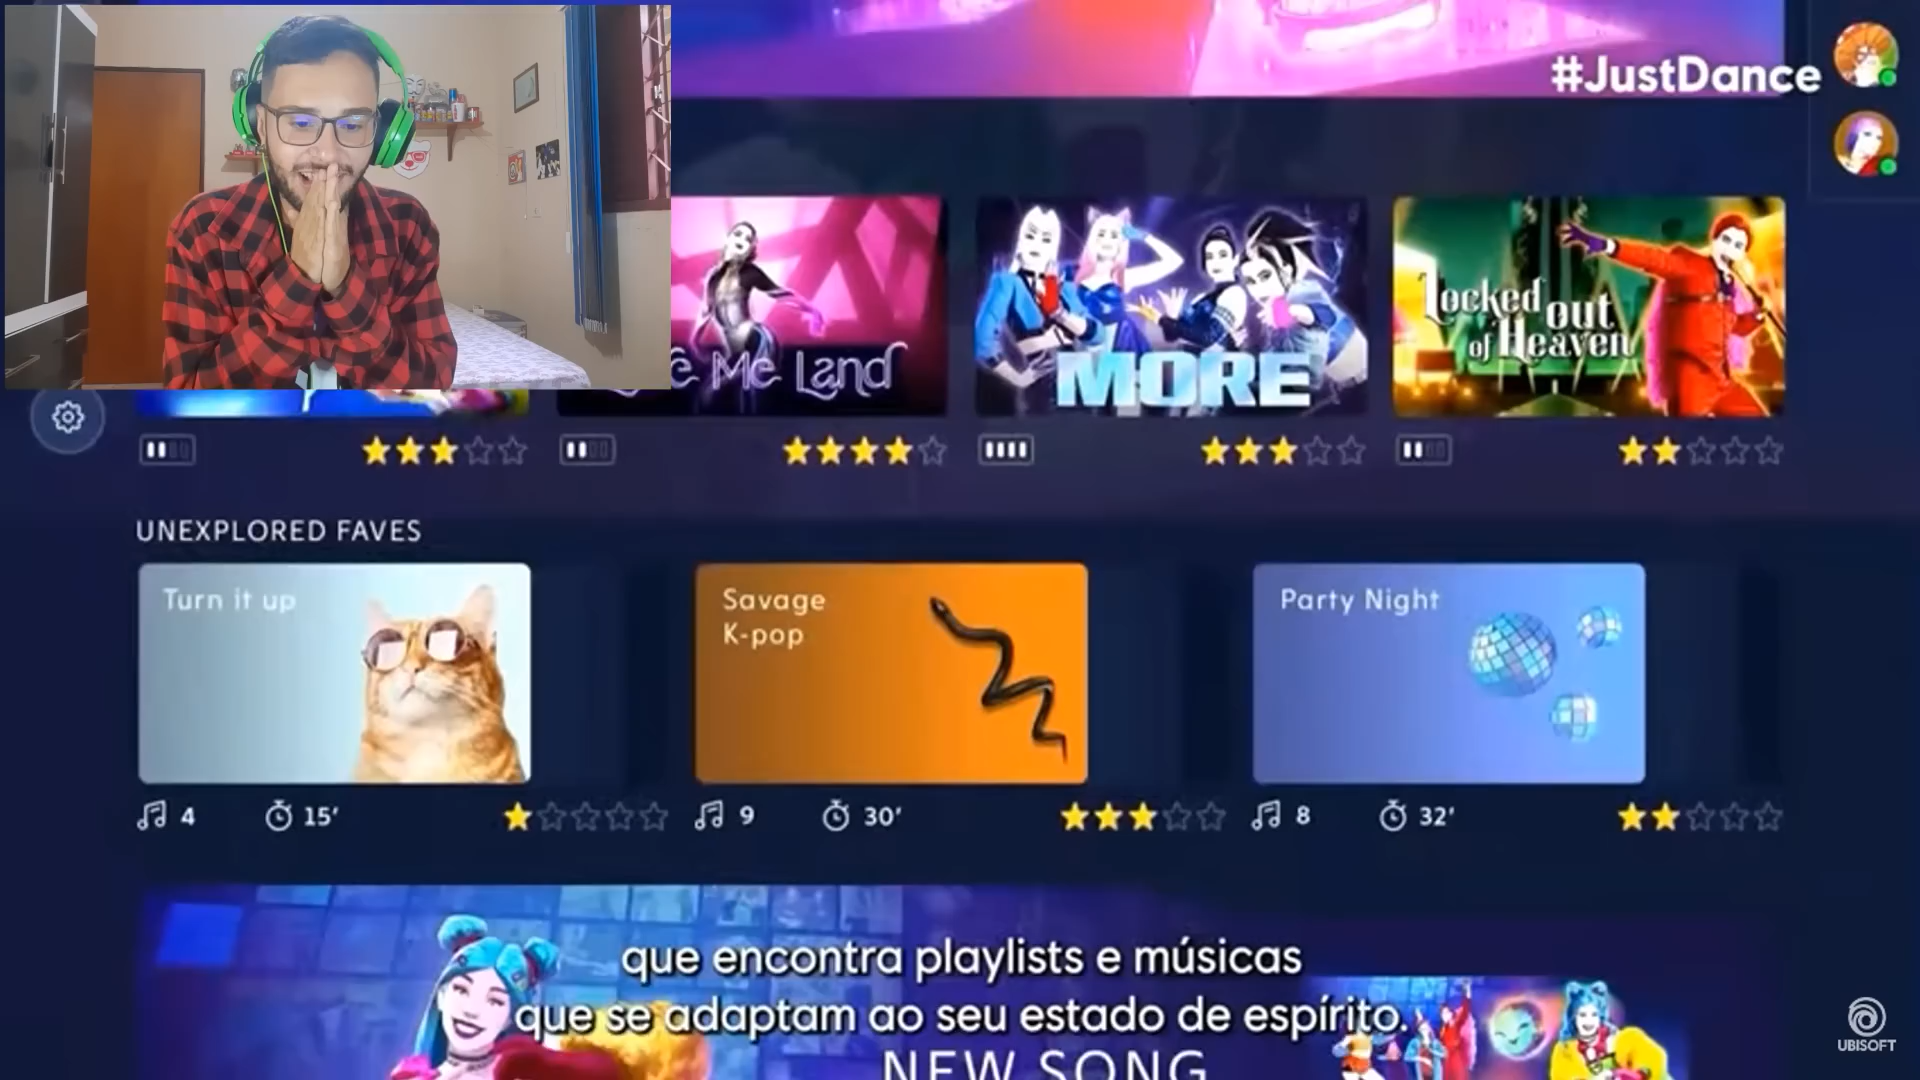 #JustDance
e Me Land
MORE
Locked out
of Heaven
UNEXPLORED FAVES
Turn it up
Savage
K-pop
Party Night
4
15'
9
30'
8
32'
que encontra playlists e músicas
que se adaptam ao seu estado de espírito.
NEW SONG
UBISOFT